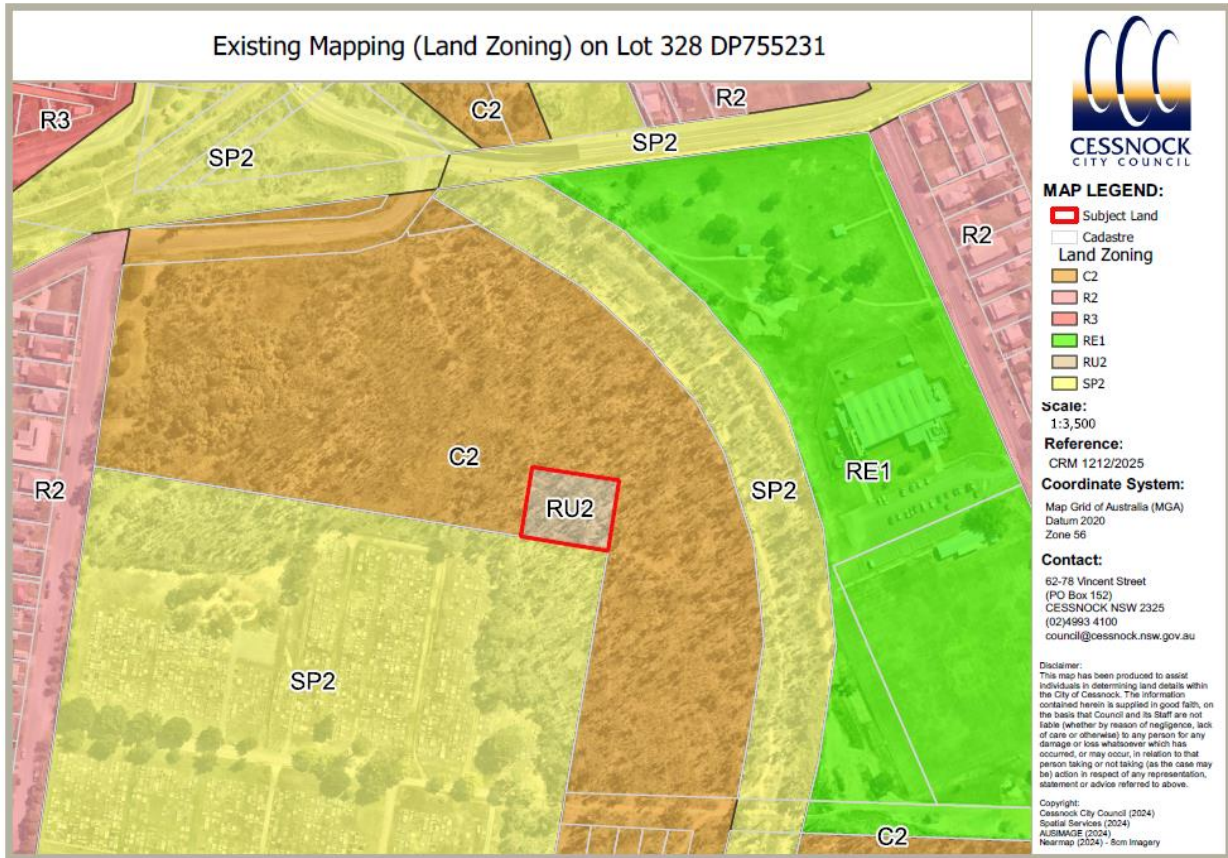 Existing Mapping (Land Zoning) on Lot 328 DP755231
R3
SP2
C2
R2
SP2
R2
R2
C2
RU2
SP2
RE1
SP2
C2
CESSNOCK
CITY COUNCIL
MAP LEGEND:
Subject Land
Cadastre
Land Zoning
C2
R2
R3
RE1
RU2
SP2
Scale:
1:3,500
Reference:
CRM 1212/2025
Coordinate System:
Map Grid of Australia (MGA)
Datum 2020
Zone 56
Contact:
62-78 Vincent Street
(PO Box 152)
CESSNOCK NSW 2325
(02)4993 4100
council@cessnock.nsw.gov.au
Disclaimer:
This map has been produced to assist
individuals in determining land details within
the City of Cessnock. The information
contained herein is supplied in good faith, on
the basis that Council and its Staff are not
liable (whether by reason of negligence, lack
of care or otherwise) to any person for any
damage or loss whatsoever which has
occurred, or may occur, in relation to that
person taking or not taking (as the case may
be) action in respect of any representation,
statement or advice referred to above.
Copyright:
Cessnock City Council (2024)
Spatial Services (2024)
AUSIMAGE (2024)
Nearmap (2024) - 8cm Imagery